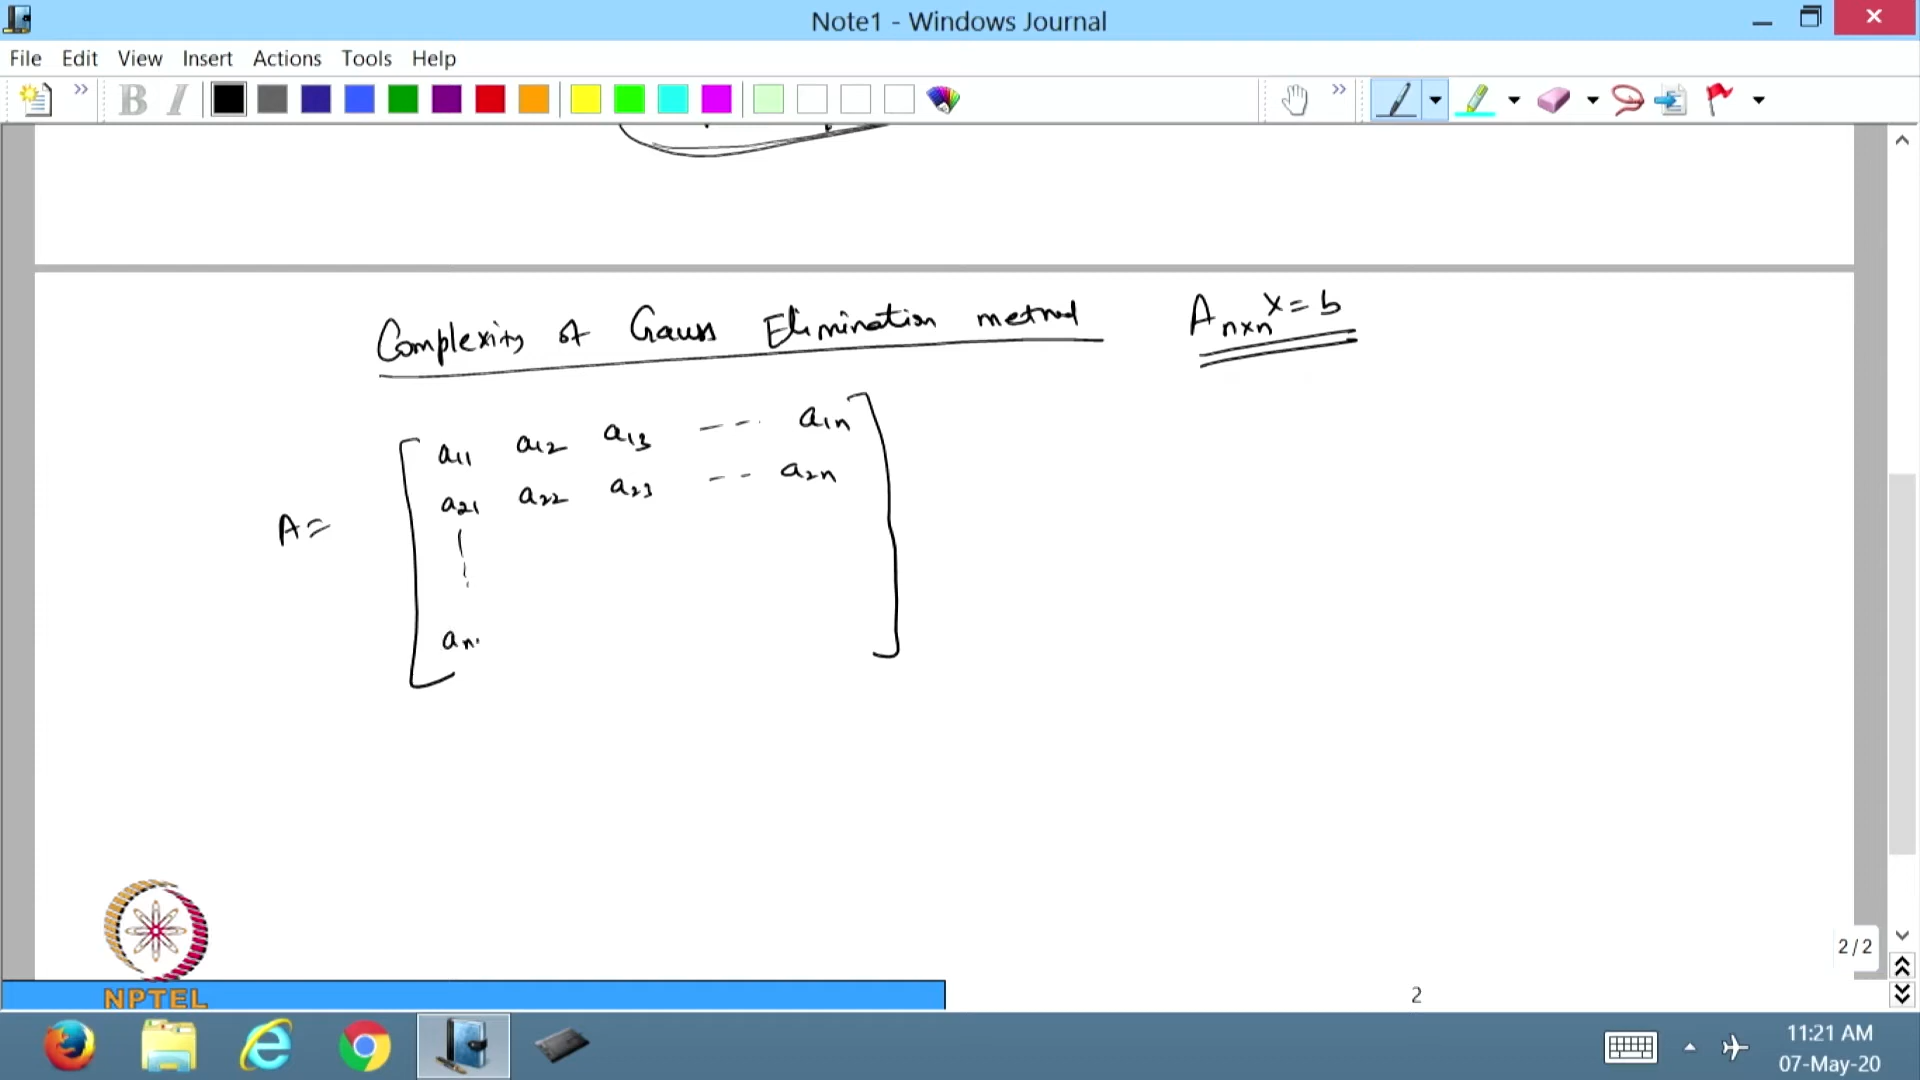 Note1 - Windows Journal
File Edit View Insert Actions Tools Help
B I
Complexity of Gauss Elimination method
A n×n x = b
a11 a12 a13 --- a1n
a21 a22 a23 -- a2n
A =
an
2 / 2
NPTEL
2
11:21 AM
07-May-20